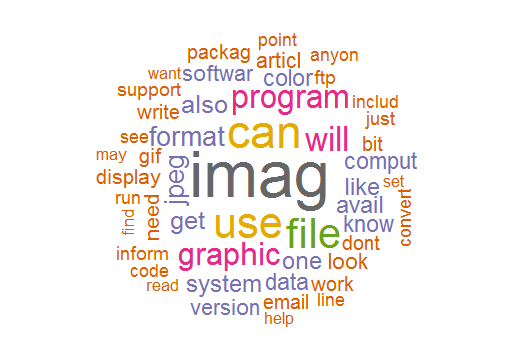 point
packag articl anyon
want softwar color ftp
support also program includ
write just
see format can will bit
may gif jpeg imag comput
display like set
run need get use file avail convert
find know
inform graphic one dont look
code system data work
read version email line
help